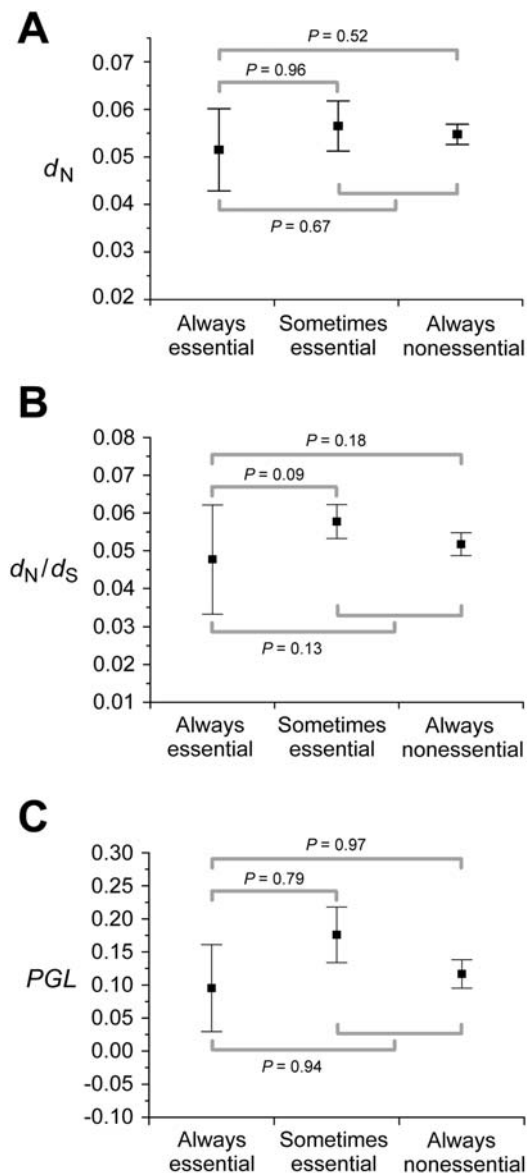 A
P = 0.52
0.07
P = 0.96
0.06
dN
0.05
0.04
P = 0.67
0.03
0.02
Always essential
Sometimes essential
Always nonessential
B
0.08
P = 0.18
0.07
P = 0.09
0.06
dN/dS
0.05
0.04
0.03
P = 0.13
0.02
0.01
Always essential
Sometimes essential
Always nonessential
C
0.30
P = 0.97
0.25
P = 0.79
0.20
0.15
PGL
0.10
0.05
0.00
P = 0.94
-0.05
-0.10
Always essential
Sometimes essential
Always nonessential